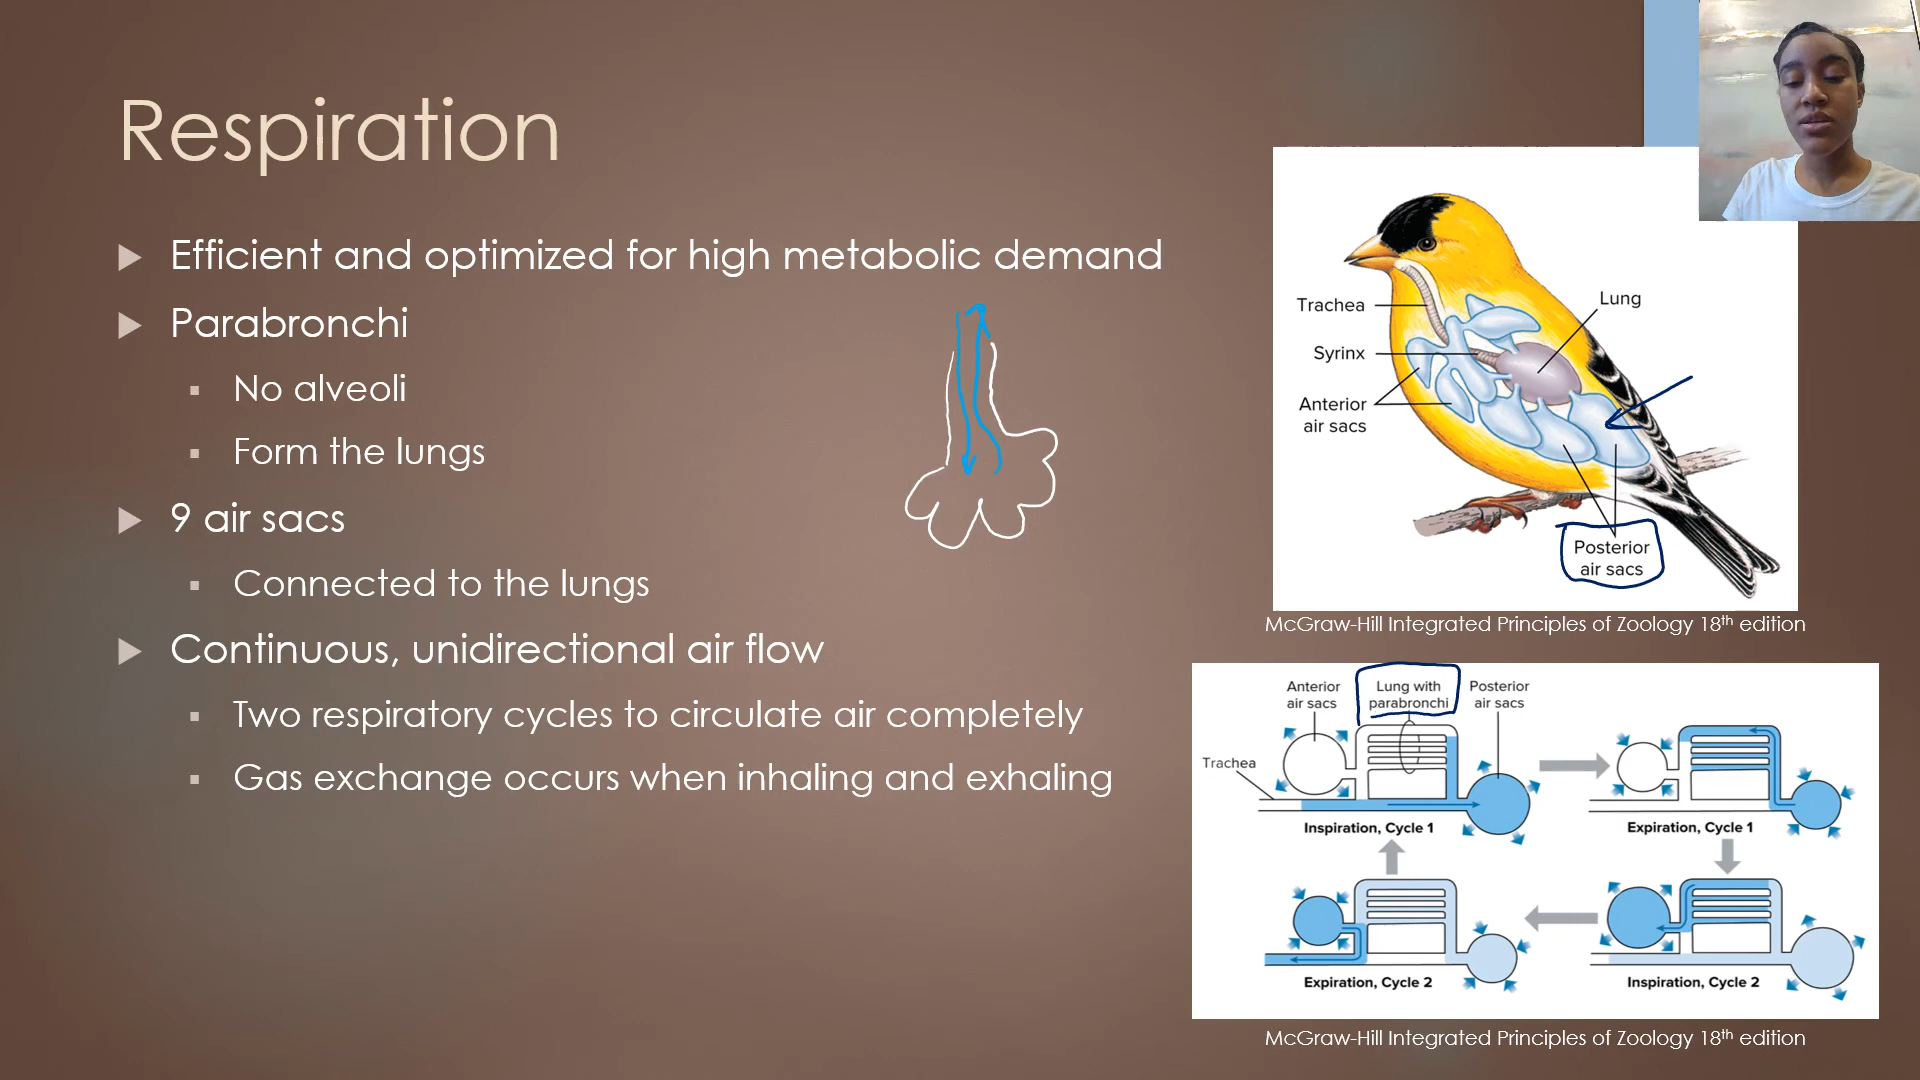 Respiration
Efficient and optimized for high metabolic demand
Parabronchi
No alveoli
Form the lungs
9 air sacs
Connected to the lungs
Continuous, unidirectional air flow
Two respiratory cycles to circulate air completely
Gas exchange occurs when inhaling and exhaling
Trachea
Syrinx
Anterior
air sacs
Lung
Posterior
air sacs
McGraw-Hill Integrated Principles of Zoology 18th edition
Anterior
air sacs
Lung with
parabronchi
Posterior
air sacs
Trachea
Inspiration, Cycle 1
Expiration, Cycle 1
Expiration, Cycle 2
Inspiration, Cycle 2
McGraw-Hill Integrated Principles of Zoology 18th edition